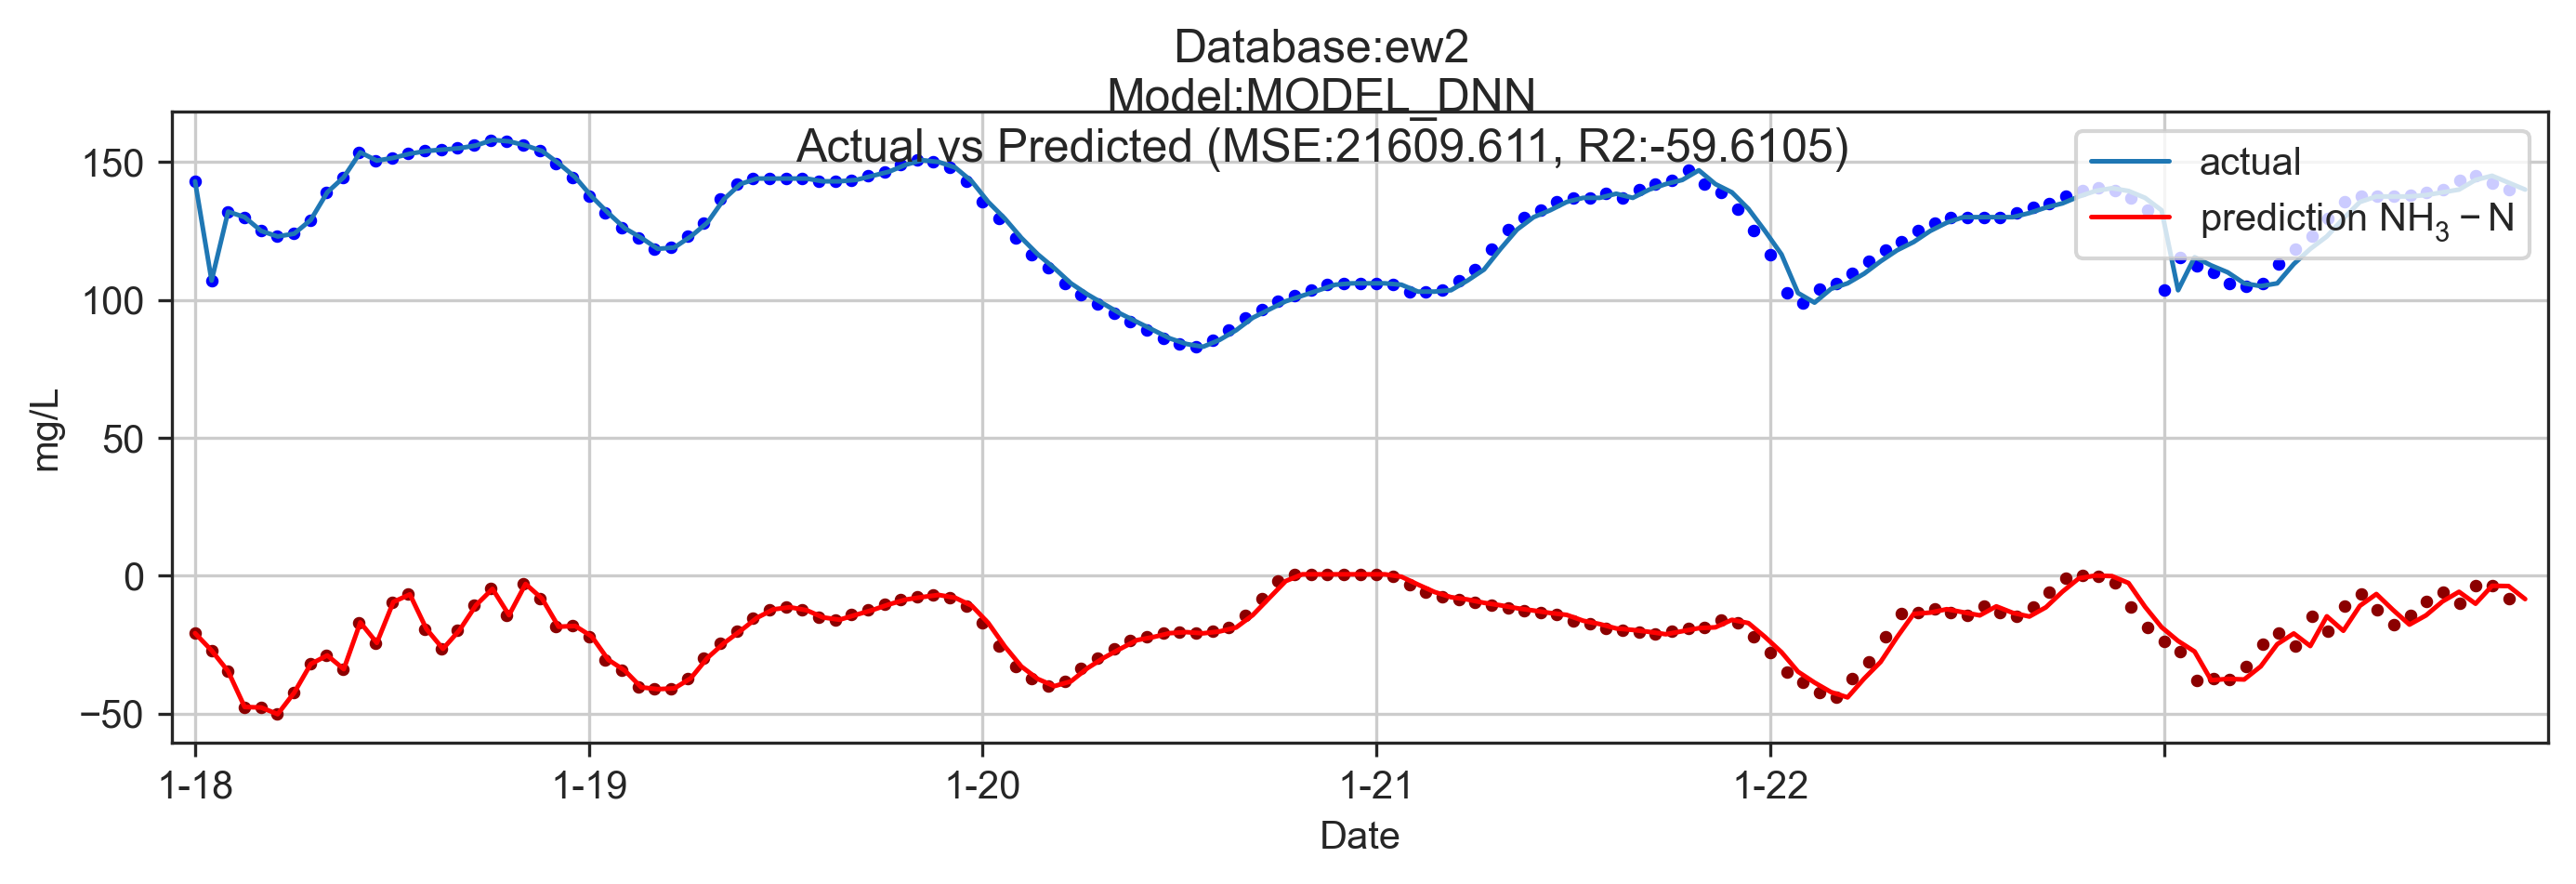 Database:ew2
Model:MODEL_DNN
Actual vs Predicted (MSE:21609.611, R2:-59.6105)
actual
prediction NH₃ − N
150
100
50
0
−50
mg/L
1-18 1-19 1-20 1-21 1-22
Date